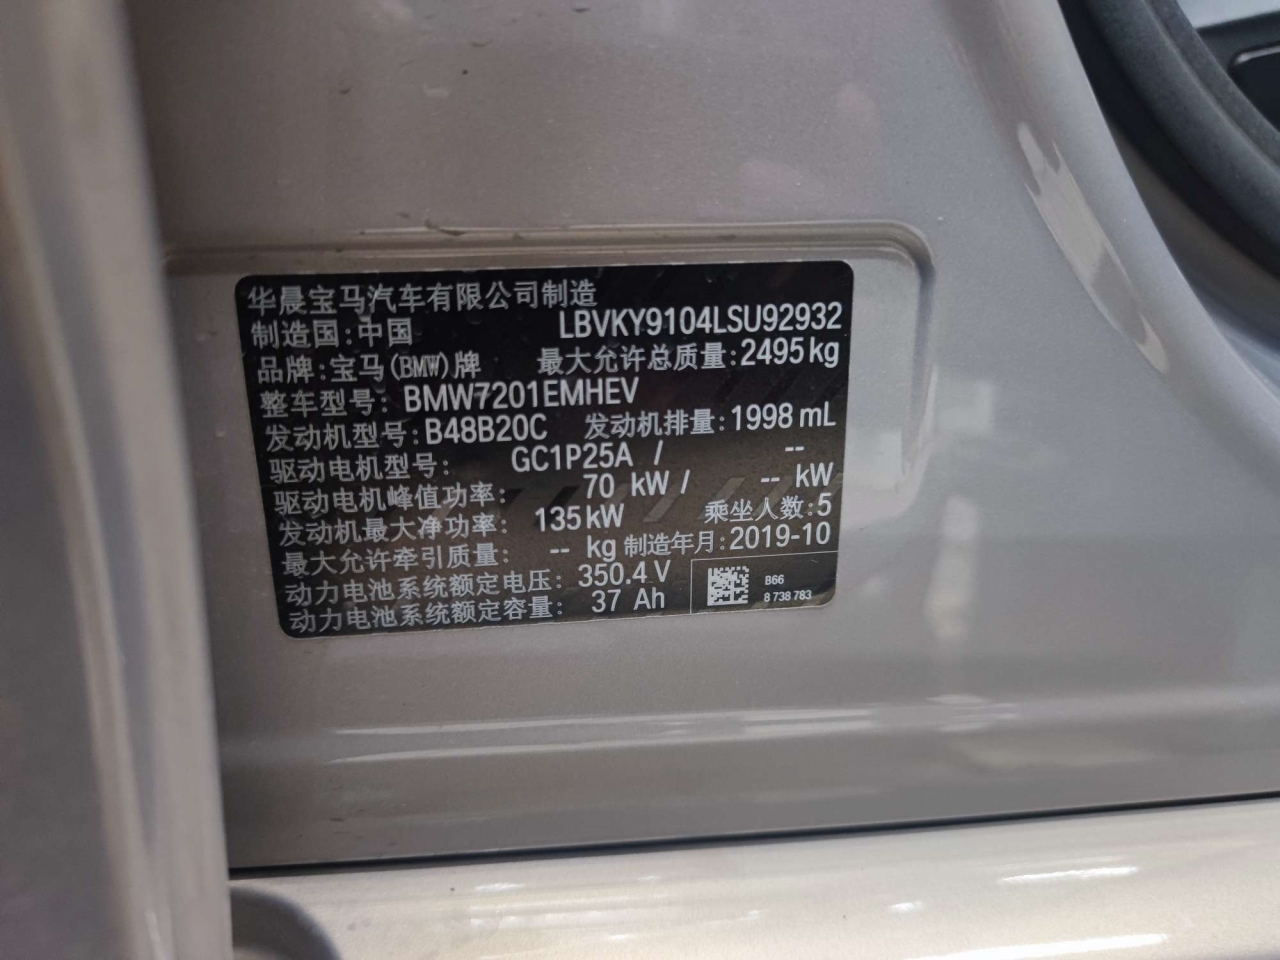 华晨宝马汽车有限公司制造
制造国:中国 LBVKY9104LSU92932
品牌:宝马(BMW)牌 最大允许总质量:2495kg
整车型号: BMW7201EMHEV
发动机型号: B48B20C 发动机排量: 1998 mL
驱动电机型号: GC1P25A / --
驱动电机峰值功率: 70 kW / -- kW
发动机最大净功率: 135kW 乘坐人数:5
最大允许牵引质量: -- kg 制造年月:2019-10
动力电池系统额定电压: 350.4 V
动力电池系统额定容量: 37 Ah
B66
8 738 783